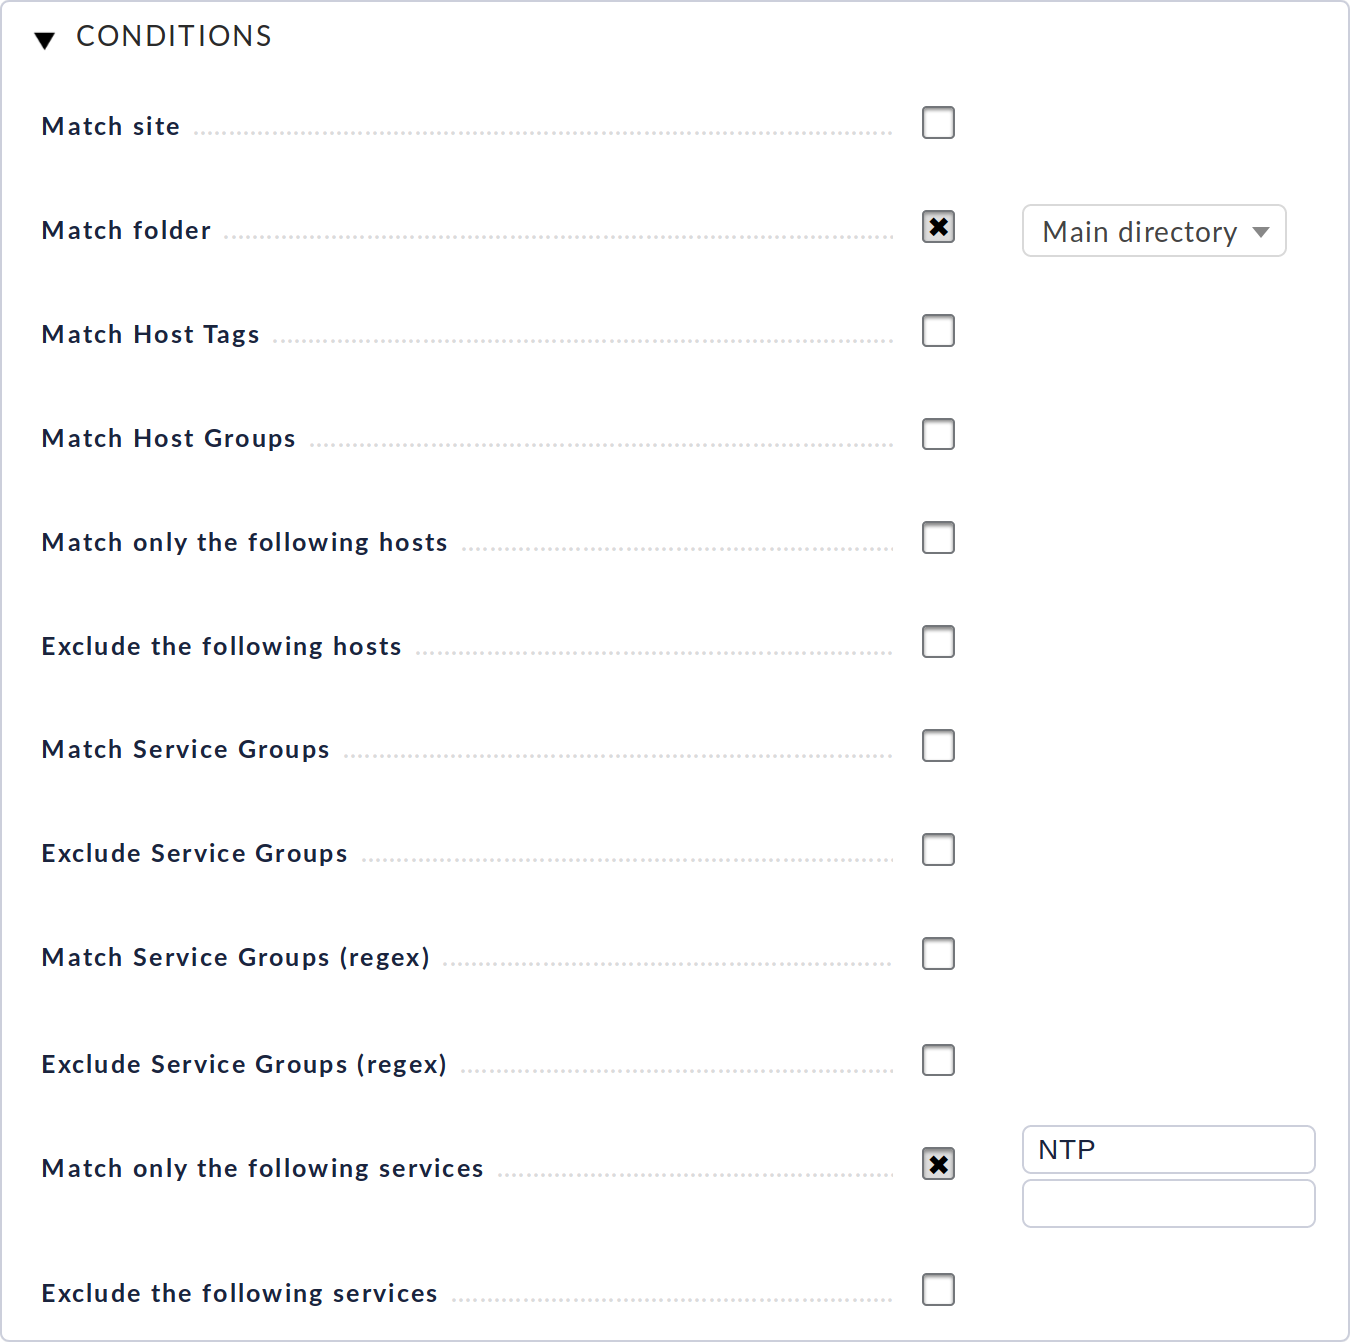 CONDITIONS
Match site
Match folder Main directory
Match Host Tags
Match Host Groups
Match only the following hosts
Exclude the following hosts
Match Service Groups
Exclude Service Groups
Match Service Groups (regex)
Exclude Service Groups (regex)
Match only the following services NTP
Exclude the following services